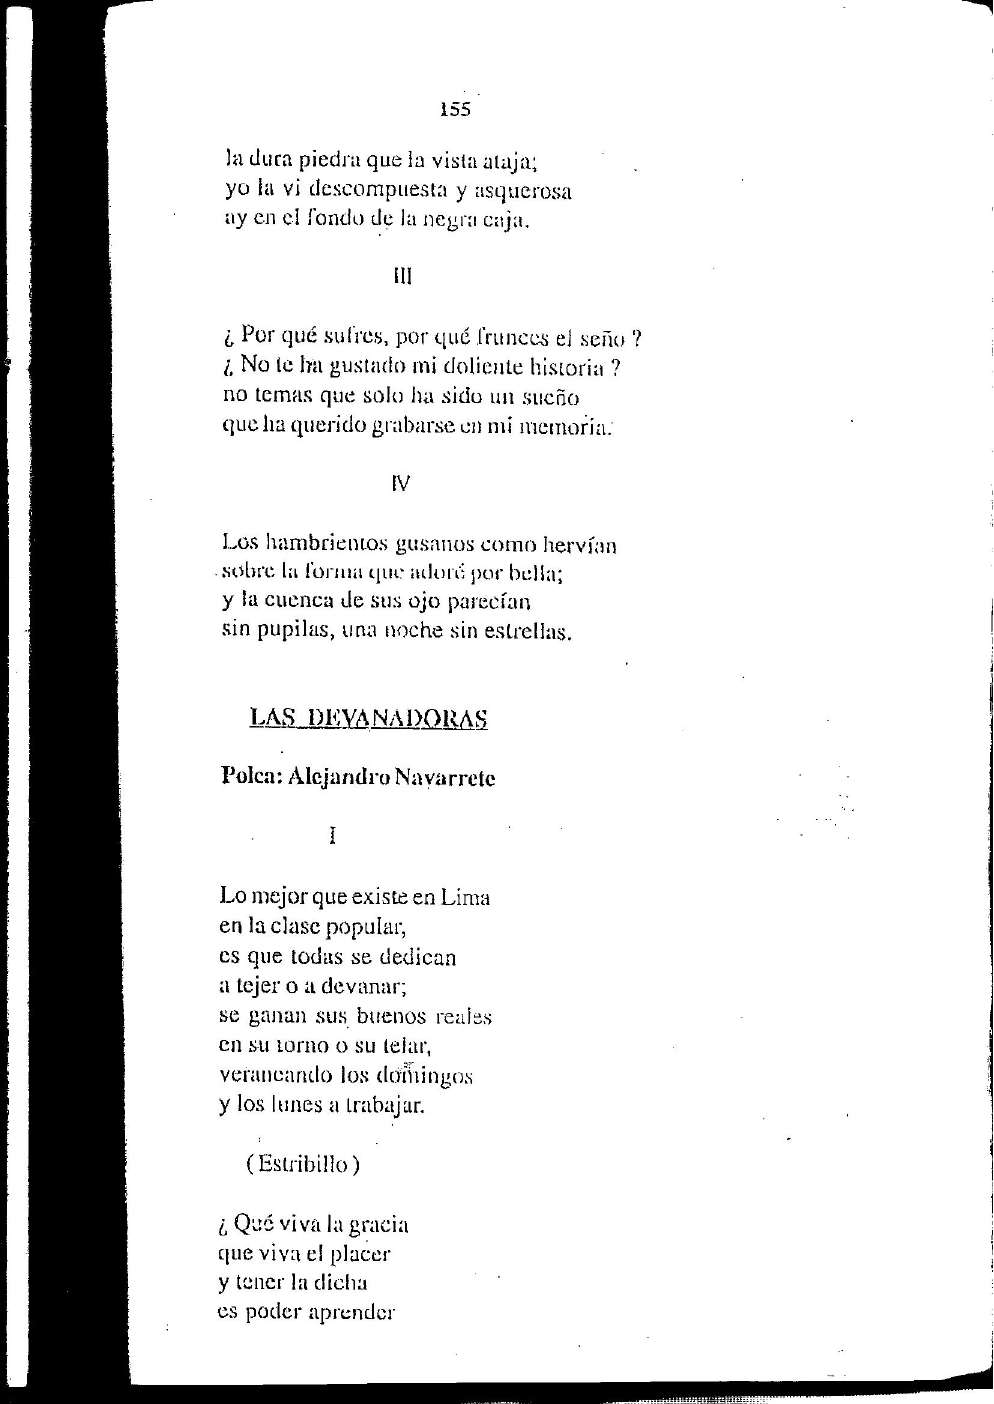 155
la dura piedra que la vista ataja;
yo la vi descompuesta y asquerosa
ay en el fondo de la negra caja.
III
¿ Por qué sufres, por qué frunces el seño ?
¿ No te ha gustado mi doliente historia ?
no temas que solo ha sido un sueño
que ha querido grabarse en mi memoria.
IV
Los hambrientos gusanos como hervían
sobre la forma que adoré por bella;
y la cuenca de sus ojo parecían
sin pupilas, una noche sin estrellas.
LAS DEVANADORAS
Polca: Alejandro Navarrete
I
Lo mejor que existe en Lima
en la clase popular,
es que todas se dedican
a tejer o a devanar;
se ganan sus buenos reales
en su torno o su telar,
veraneando los domingos
y los lunes a trabajar.
( Estribillo )
¿ Qué viva la gracia
que viva el placer
y tener la dicha
es poder aprender